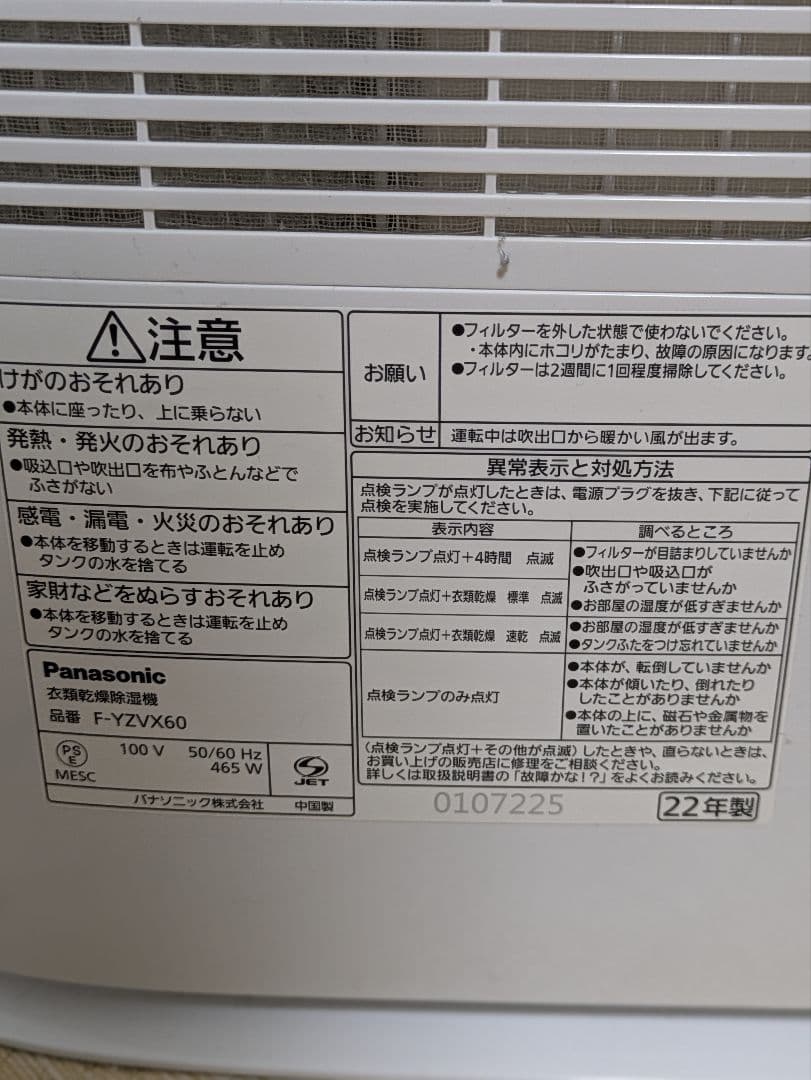 注意
けがのおそれあり
●本体に座ったり、上に乗らない
発熱・発火のおそれあり
●吸込口や吹出口を布やふとんなどで
ふさがない
感電・漏電・火災のおそれあり
●本体を移動するときは運転を止め
タンクの水を捨てる
家財などをぬらすおそれあり
●本体を移動するときは運転を止め
タンクの水を捨てる
Panasonic
衣類乾燥除湿機
品番 F-YZVX60
PS
E
MESC
100 V 50/60 Hz
465 W
JET
パナソニック株式会社 中国製
お願い
●フィルターを外した状態で使わないでください。
・本体内にホコリがたまり、故障の原因になります。
●フィルターは2週間に1回程度掃除してください。
お知らせ 運転中は吹出口から暖かい風が出ます。
異常表示と対処方法
点検ランプが点灯したときは、電源プラグを抜き、下記に従って
点検を実施してください。
表示内容 調べるところ
点検ランプ点灯+4時間 点滅
●フィルターが目詰まりしていませんか
●吹出口や吸込口が
ふさがっていませんか
点検ランプ点灯+衣類乾燥 標準 点滅
●お部屋の湿度が低すぎませんか
点検ランプ点灯+衣類乾燥 速乾 点滅
●お部屋の湿度が低すぎませんか
●タンクふたをつけ忘れていませんか
点検ランプのみ点灯
●本体が、転倒していませんか
●本体が傾いたり、倒れたり
したことがありませんか
●本体の上に、磁石や金属物を
置いたことがありませんか
(点検ランプ点灯+その他が点滅)したときや、直らないときは、
お買い上げの販売店に修理をご相談ください。
詳しくは取扱説明書の「故障かな!?」をよくお読みください。
0107225 22年製